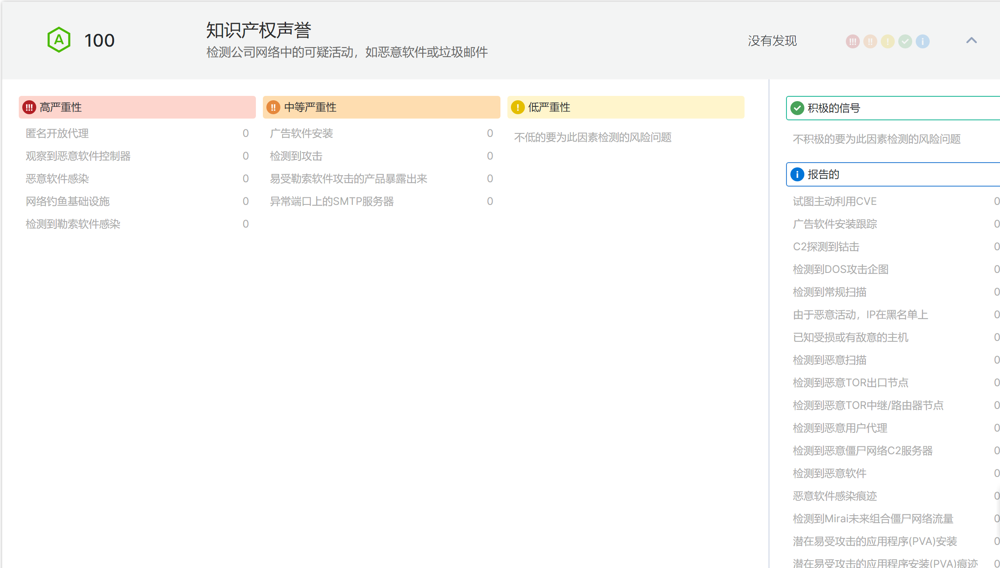 A
100
知识产权声誉
检测公司网络中的可疑活动，如恶意软件或垃圾邮件
没有发现
高严重性
匿名开放代理 0
观察到恶意软件控制器 0
恶意软件感染 0
网络钓鱼基础设施 0
检测到勒索软件感染 0
中等严重性
广告软件安装 0
检测到攻击 0
易受勒索软件攻击的产品暴露出来 0
异常端口上的SMTP服务器 0
低严重性
不低的要为此因素检测的风险问题
积极的信号
不积极的要为此因素检测的风险问题
报告的
试图主动利用CVE 0
广告软件安装跟踪 0
C2探测到钴击 0
检测到DOS攻击企图 0
检测到常规扫描 0
由于恶意活动，IP在黑名单上 0
已知受损或有敌意的主机 0
检测到恶意扫描 0
检测到恶意TOR出口节点 0
检测到恶意TOR中继/路由器节点 0
检测到恶意用户代理 0
检测到恶意僵尸网络C2服务器 0
检测到恶意软件 0
恶意软件感染痕迹 0
检测到Mirai未来组合僵尸网络流量 0
潜在易受攻击的应用程序(PVA)安装 0
潜在易受攻击的应用程序安装(PVA)痕迹 0